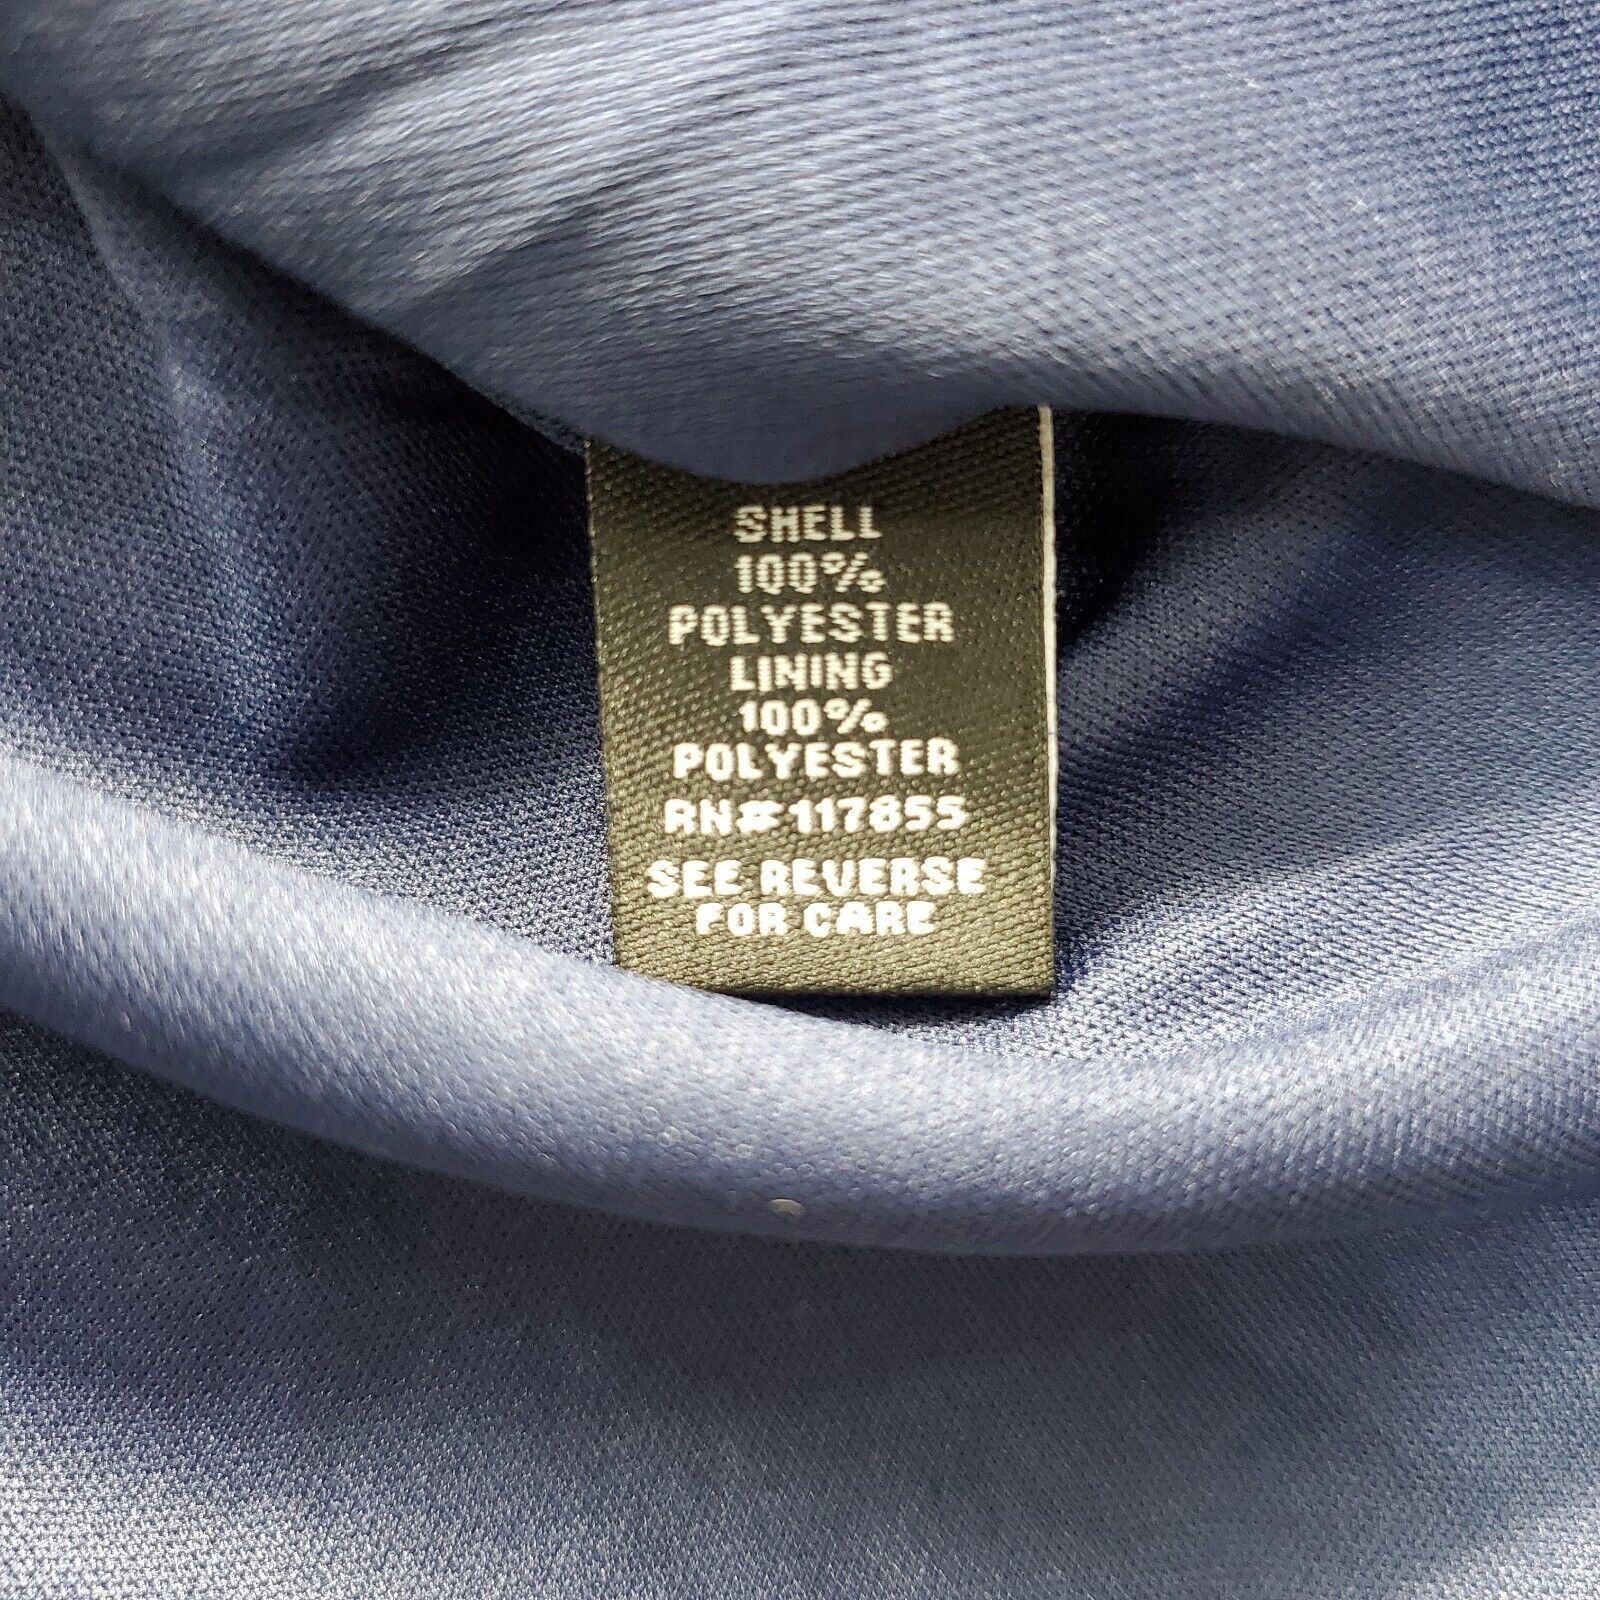 SHELL
100%
POLYESTER
LINING
100%
POLYESTER
RN#117855
SEE REVERSE
FOR CARE